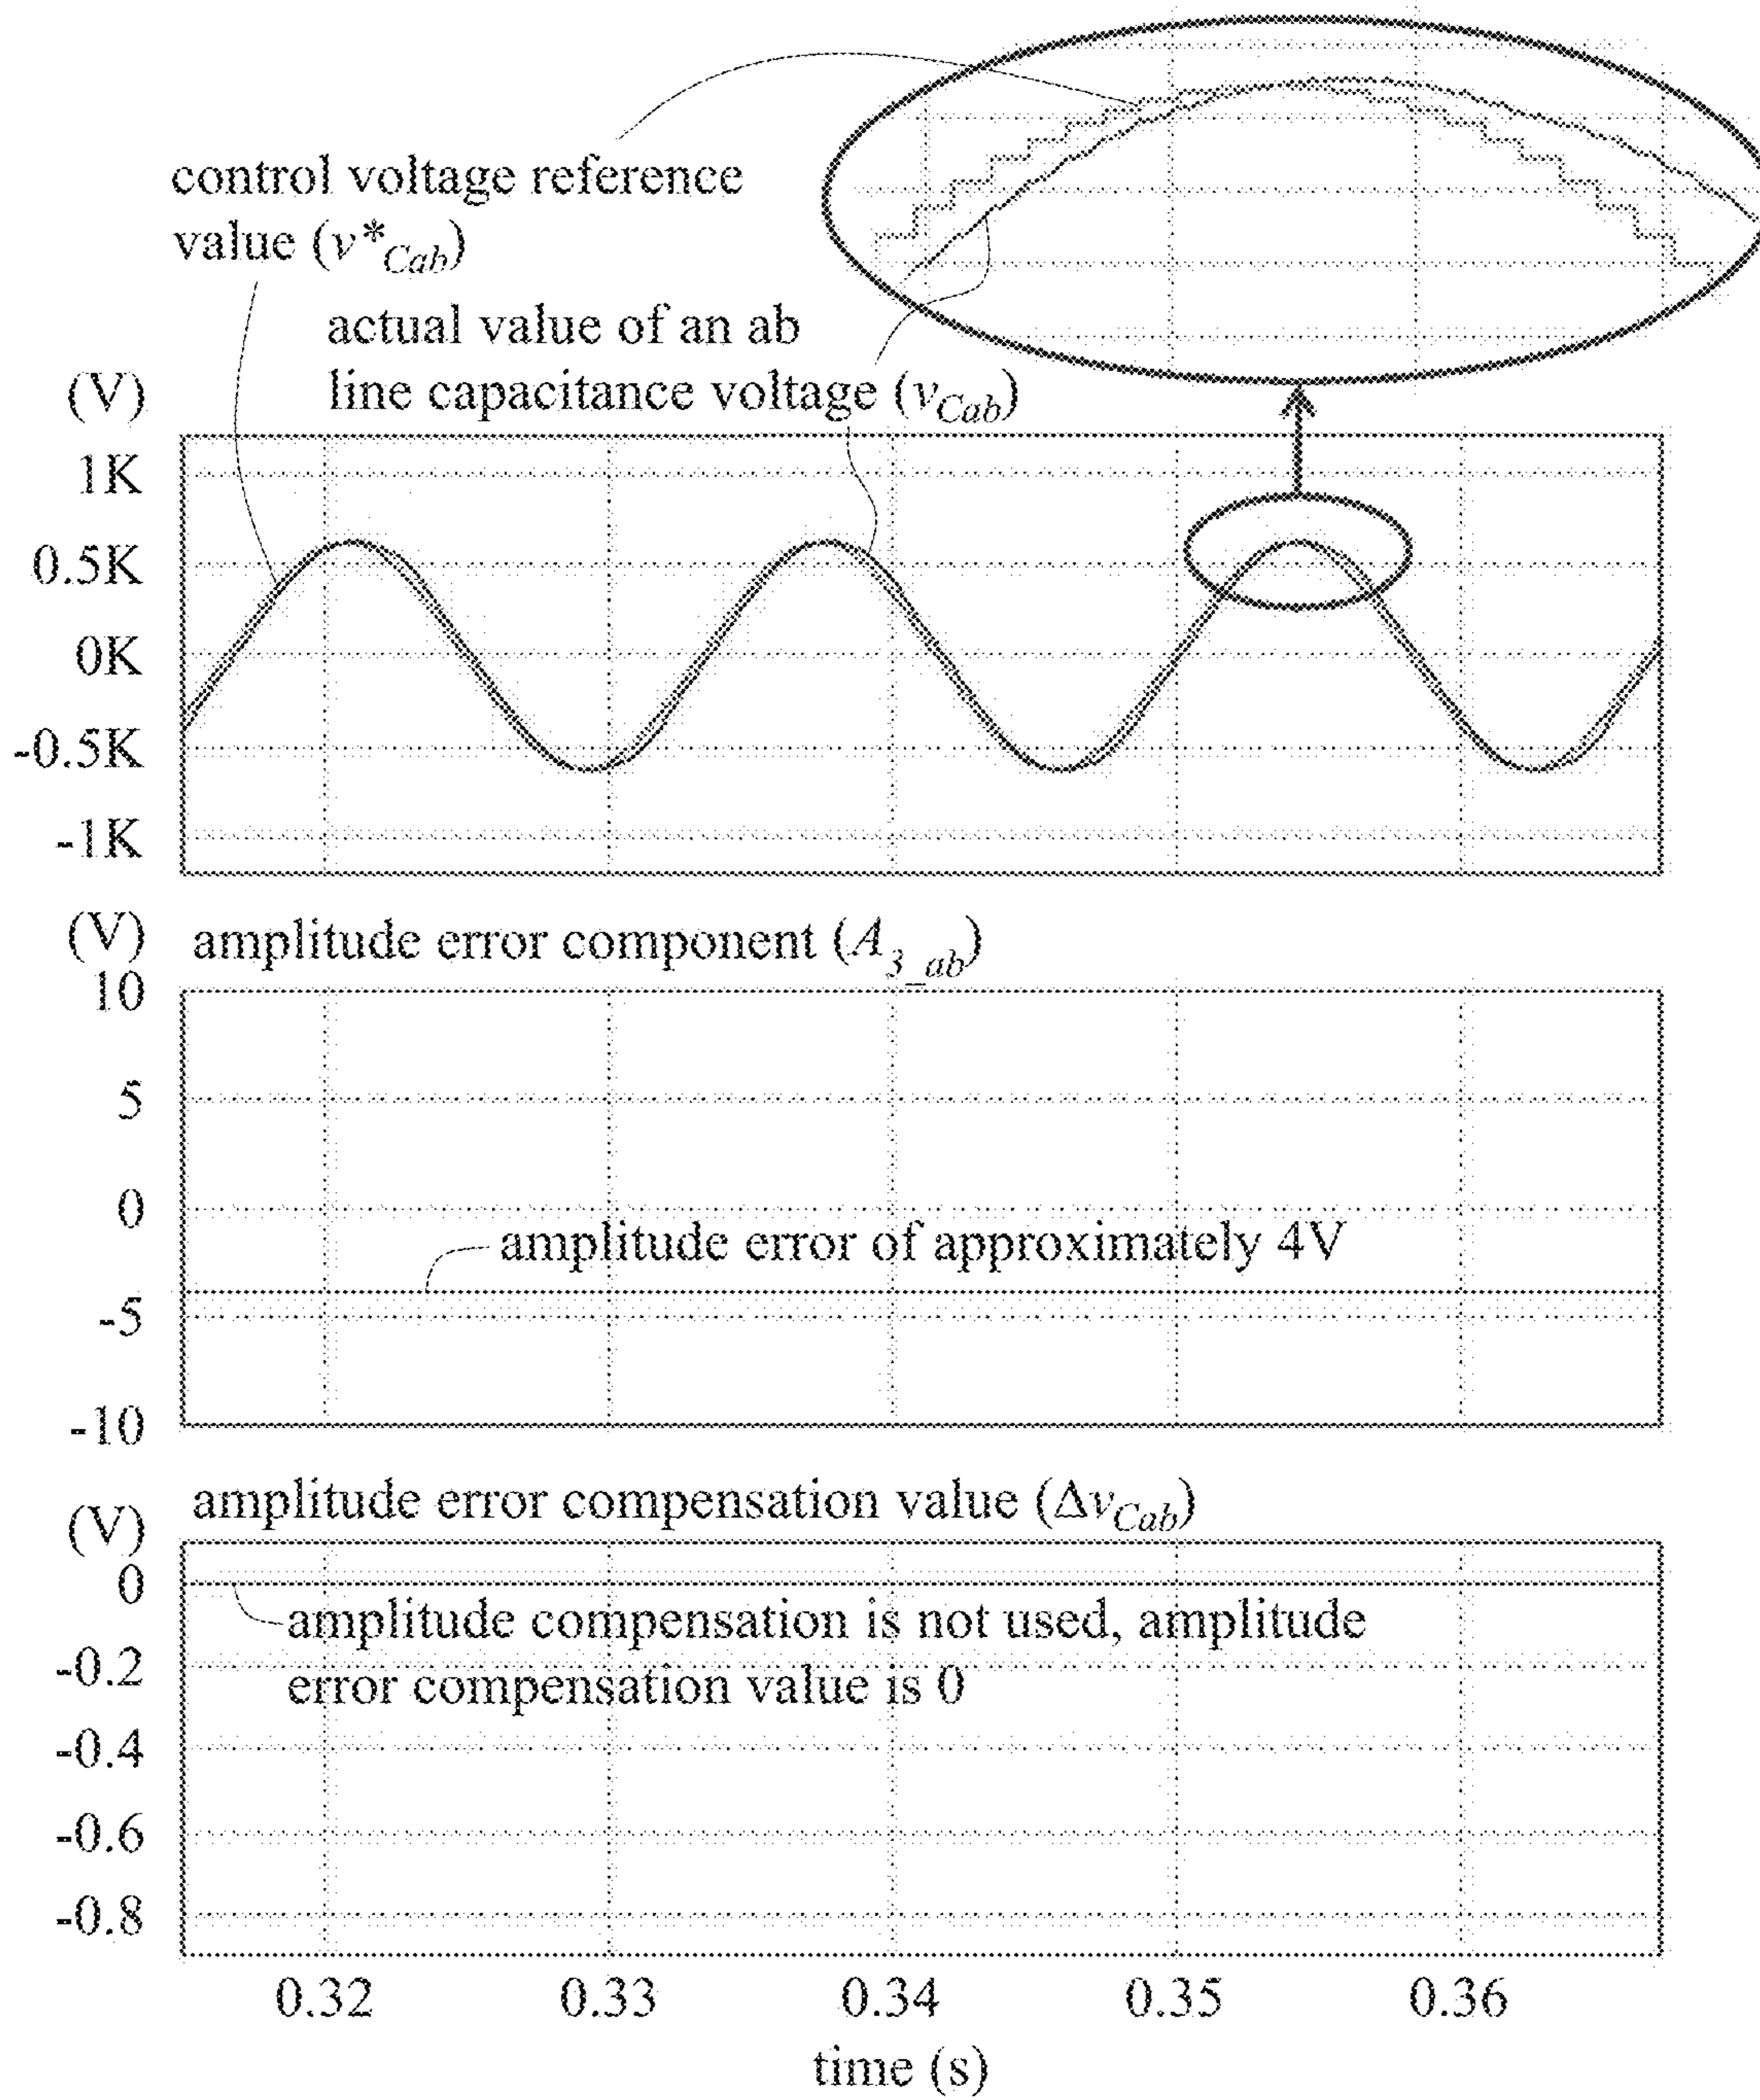 control voltage reference
value (v*Cab)
actual value of an ab
line capacitance voltage (vCab)
(V)
1K
0.5K
0K
-0.5K
-1K
(V)
amplitude error component (A3_ab)
10
5
0
amplitude error of approximately 4V
-5
-10
amplitude error compensation value (ΔvCab)
(V)
0
amplitude compensation is not used, amplitude
error compensation value is 0
-0.2
-0.4
-0.6
-0.8
0.32 0.33 0.34 0.35 0.36
time (s)